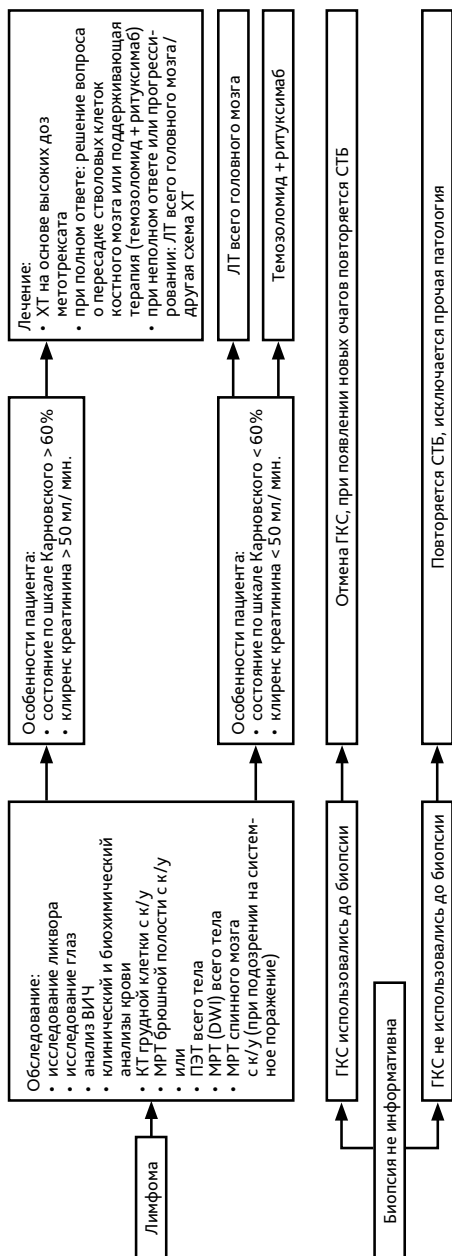 Лимфома
Обследование:
• исследование ликвора
• исследование глаз
• анализ ВИЧ
• клинический и биохимический
анализы крови
• КТ грудной клетки с к/у
• МРТ брюшной полости с к/у
• или
• ПЭТ всего тела
• МРТ (DWI) всего тела
• МРТ спинного мозга
с к/у (при подозрении на систем-
ное поражение)
Особенности пациента:
• состояние по шкале Карновского > 60%
• клиренс креатинина > 50 мл/ мин.
Лечение:
• ХТ на основе высоких доз
метотрексата
• при полном ответе: решение вопроса
о пересадке стволовых клеток
костного мозга или поддерживающая
терапия (темозоломид + ритуксимаб)
• при неполном ответе или прогресси-
ровании: ЛТ всего головного мозга/
другая схема ХТ
Особенности пациента:
• состояние по шкале Карновского < 60%
• клиренс креатинина < 50 мл/ мин.
ЛТ всего головного мозга
Темозоломид + ритуксимаб
Биопсия не информативна
ГКС использовались до биопсии
Отмена ГКС, при появлении новых очагов повторяется СТБ
ГКС не использовались до биопсии
Повторяется СТБ, исключается прочая патология